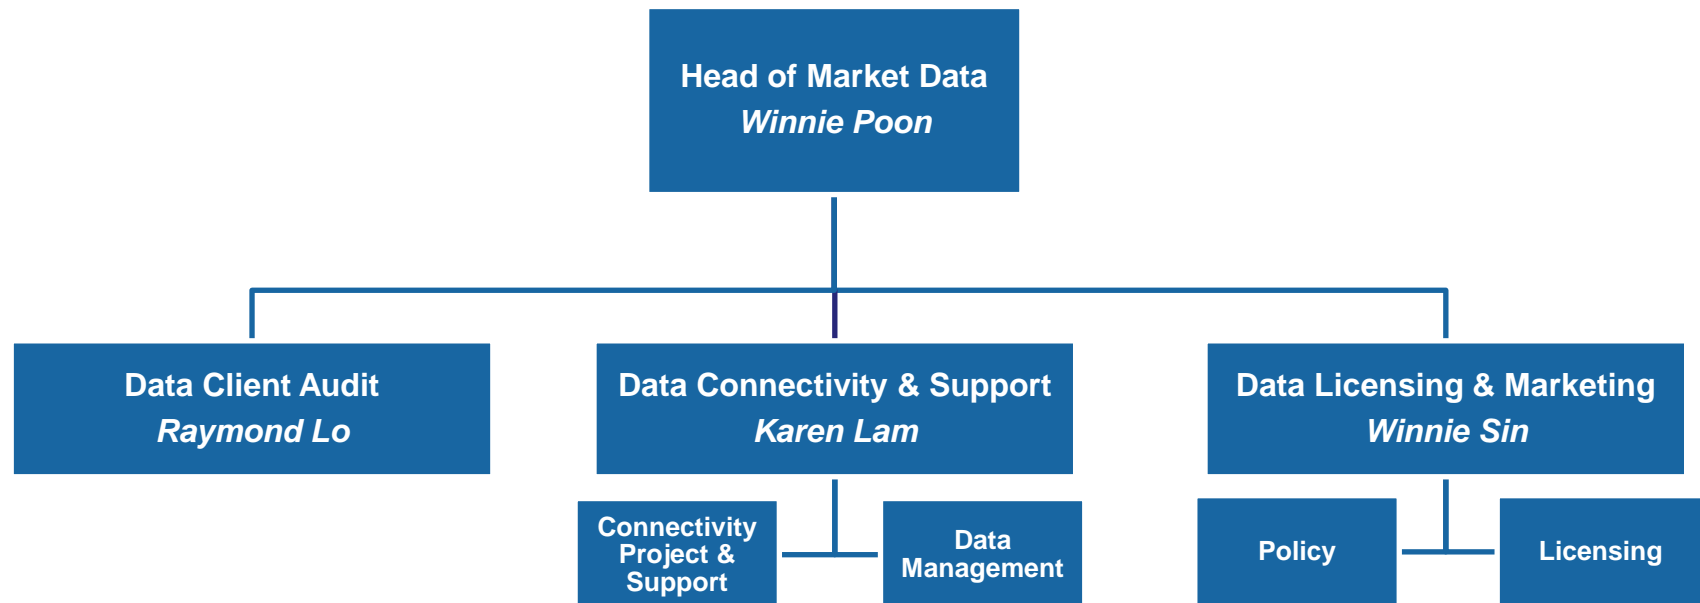 Head of Market Data
Winnie Poon
Data Client Audit
Raymond Lo
Data Connectivity & Support
Karen Lam
Data Licensing & Marketing
Winnie Sin
Connectivity
Project &
Support
Data
Management
Policy
Licensing